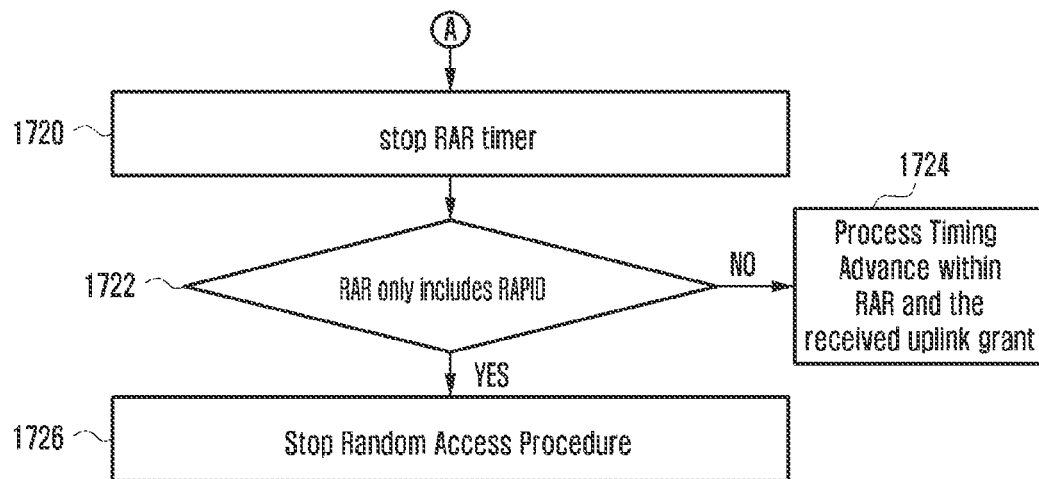 A
1720
stop RAR timer
1724
Process Timing
Advance within
RAR and the
received uplink grant
1722
RAR only includes RAPID
NO
YES
1726
Stop Random Access Procedure